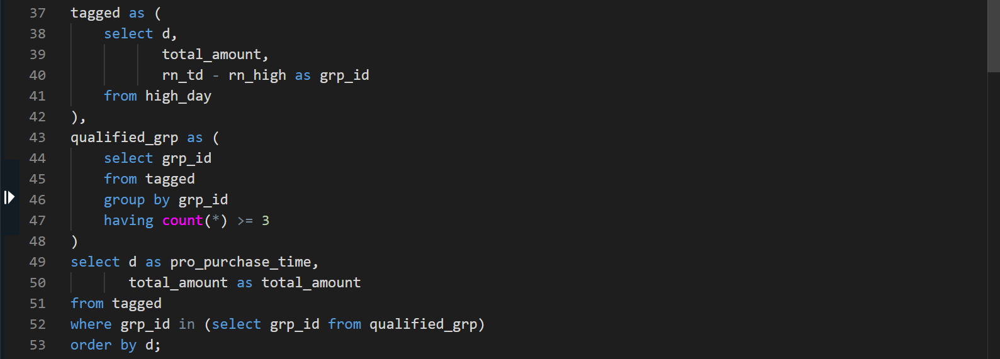 37 tagged as (
38     select d,
39            total_amount,
40            rn_td - rn_high as grp_id
41     from high_day
42 ),
43 qualified_grp as (
44     select grp_id
45     from tagged
46     group by grp_id
47     having count(*) >= 3
48 )
49 select d as pro_purchase_time,
50        total_amount as total_amount
51 from tagged
52 where grp_id in (select grp_id from qualified_grp)
53 order by d;